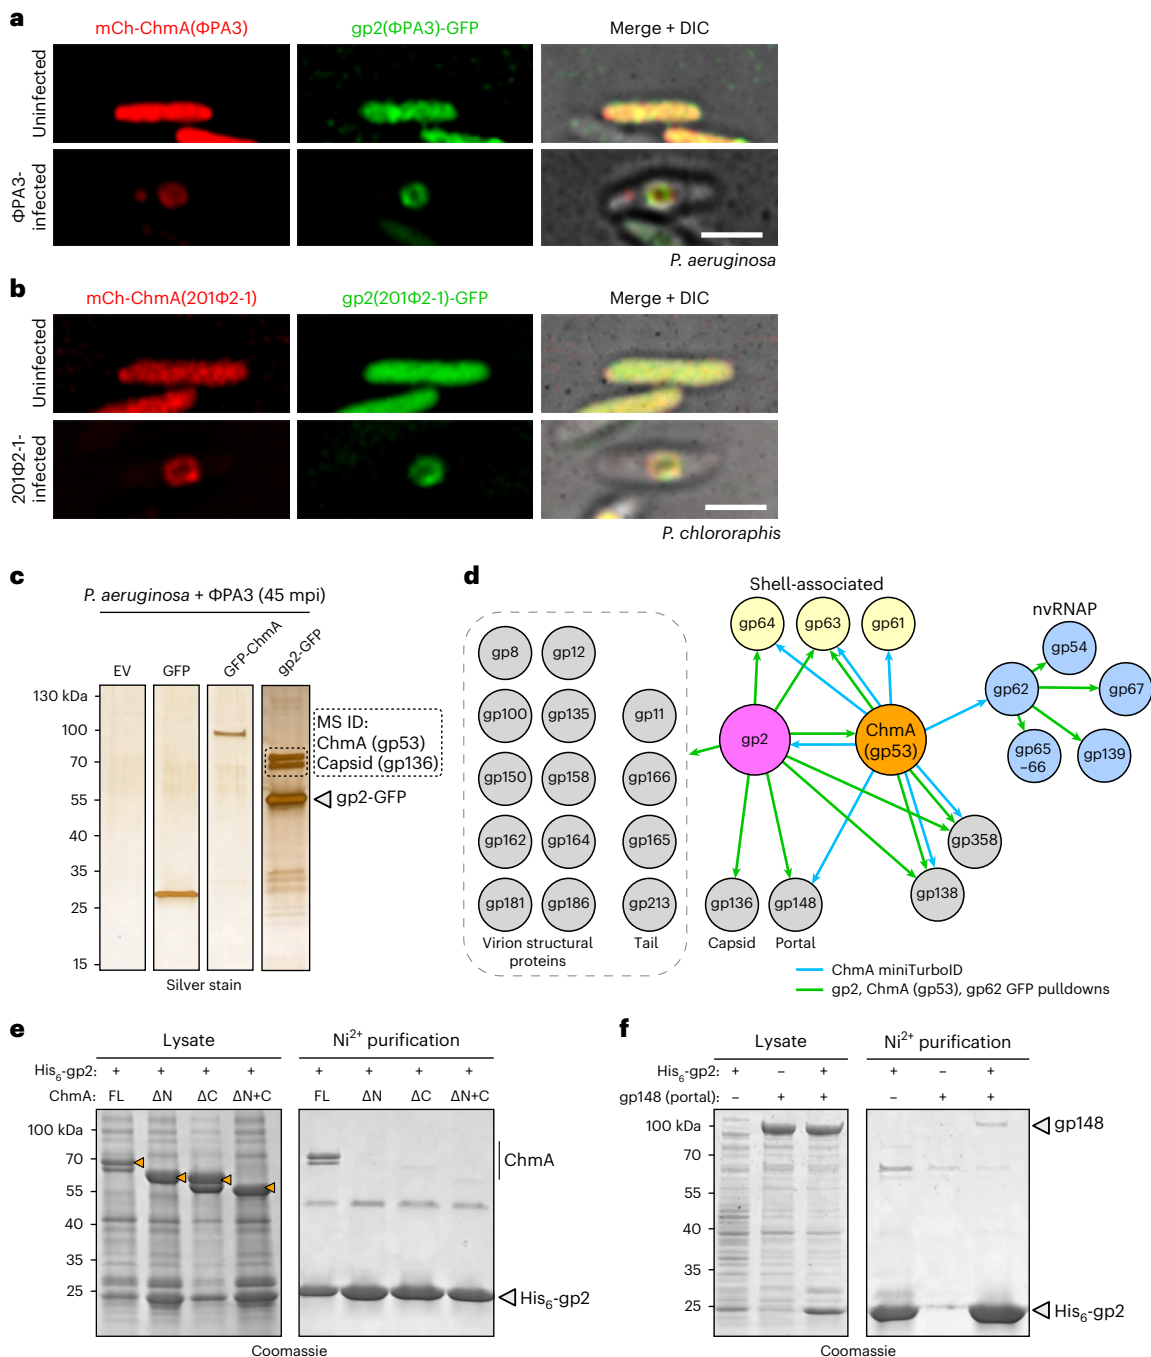 a
mCh-ChmA(ΦPA3) gp2(ΦPA3)-GFP Merge + DIC
Uninfected
ΦPA3-
infected
P. aeruginosa
b
mCh-ChmA(201Φ2-1) gp2(201Φ2-1)-GFP Merge + DIC
Uninfected
201Φ2-1-
infected
P. chlororaphis
c
P. aeruginosa + ΦPA3 (45 mpi)
EV GFP GFP-ChmA gp2-GFP
130 kDa
100
70
55
40
35
25
15
MS ID:
ChmA (gp53)
Capsid (gp136)
gp2-GFP
Silver stain
d
Shell-associated
nvRNAP
gp64 gp63 gp61
gp54
gp8 gp12
gp62 gp67
gp100 gp135 gp11
gp2 ChmA
(gp53)
gp65
-66
gp139
gp150 gp158 gp166
gp162 gp164 gp165
gp358
gp138
gp181 gp186 gp213 gp136 gp148
Virion structural
proteins
Tail Capsid Portal
ChmA miniTurboID
gp2, ChmA (gp53), gp62 GFP pulldowns
e
Lysate Ni2+ purification
His6-gp2: + + + + + + + +
ChmA: FL ΔN ΔC ΔN+C FL ΔN ΔC ΔN+C
100 kDa
70
55
40
35
25
ChmA
His6-gp2
Coomassie
f
Lysate Ni2+ purification
His6-gp2: + – + + – +
gp148 (portal): – + + – + +
100 kDa
70
55
40
35
25
gp148
His6-gp2
Coomassie